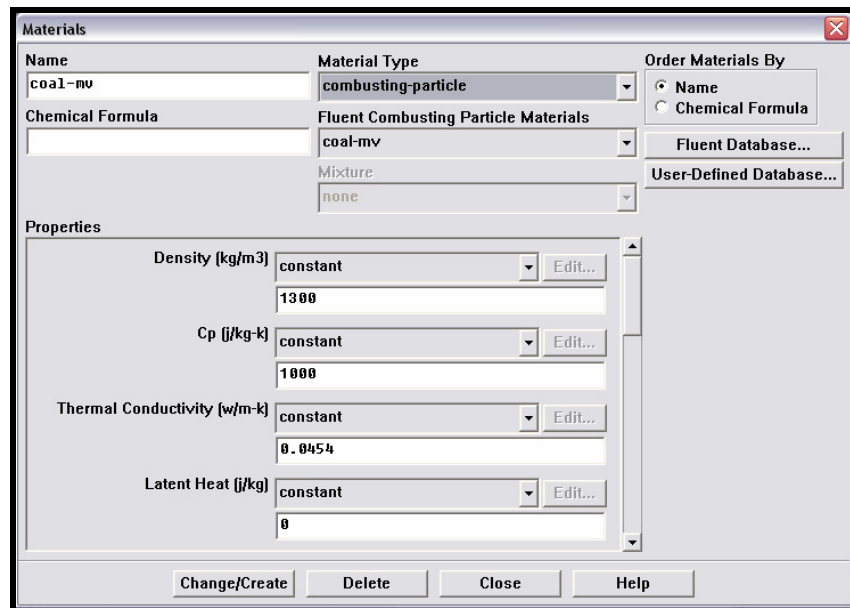 Materials
Name
coal-mv
Chemical Formula
Material Type
combusting-particle
Fluent Combusting Particle Materials
coal-mv
Mixture
none
Order Materials By
Name
Chemical Formula
Fluent Database...
User-Defined Database...
Properties
Density (kg/m3) constant Edit...
1300
Cp (j/kg-k) constant Edit...
1000
Thermal Conductivity (w/m-k) constant Edit...
0.0454
Latent Heat (j/kg) constant Edit...
0
Change/Create Delete Close Help